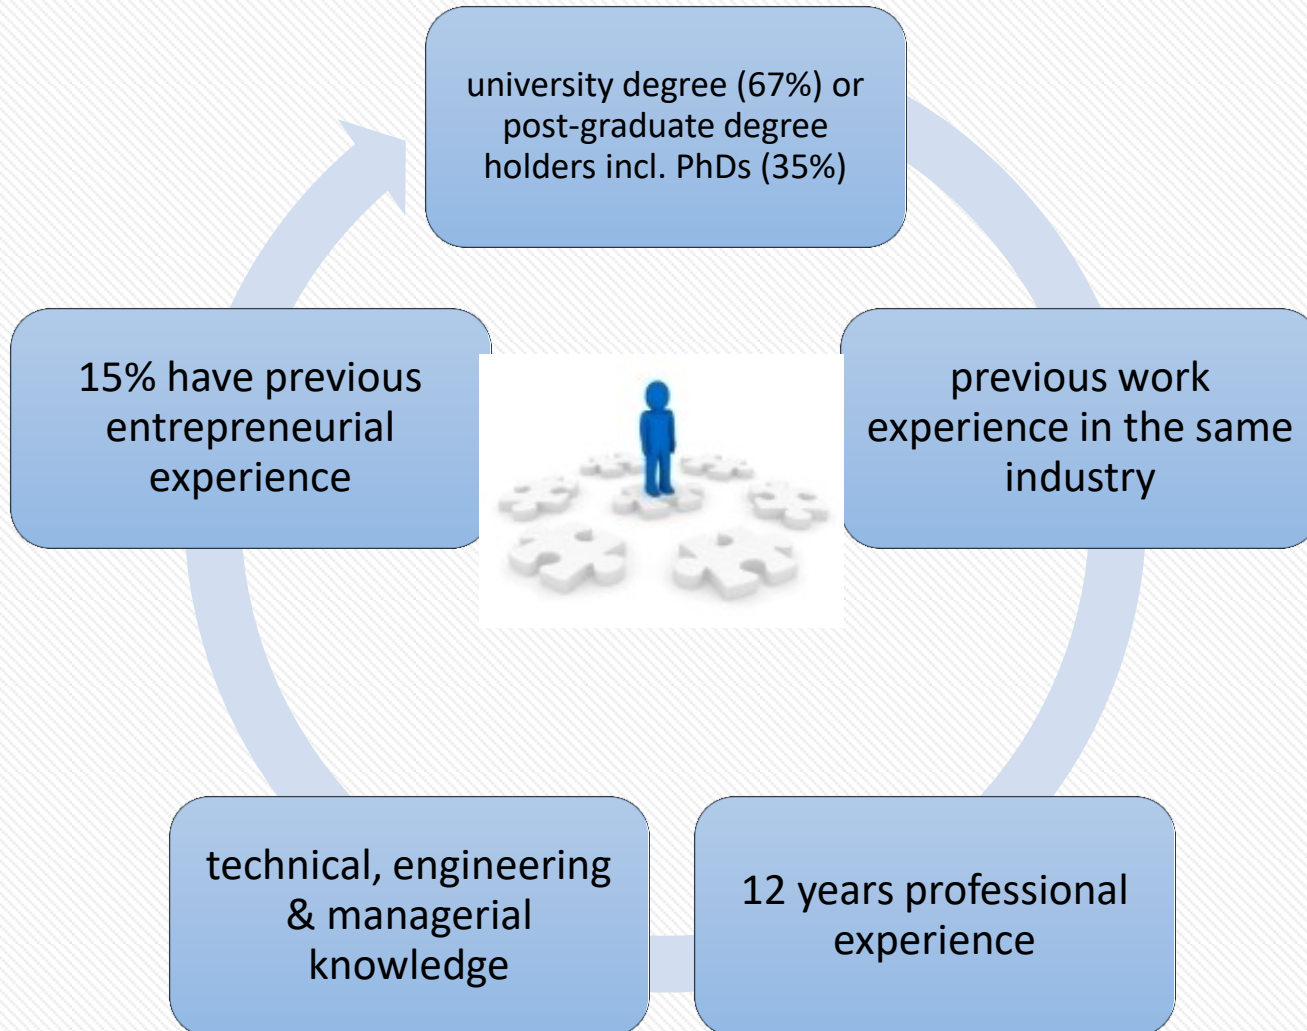 university degree (67%) or
post-graduate degree
holders incl. PhDs (35%)
previous work
experience in the same
industry
12 years professional
experience
technical, engineering
& managerial
knowledge
15% have previous
entrepreneurial
experience